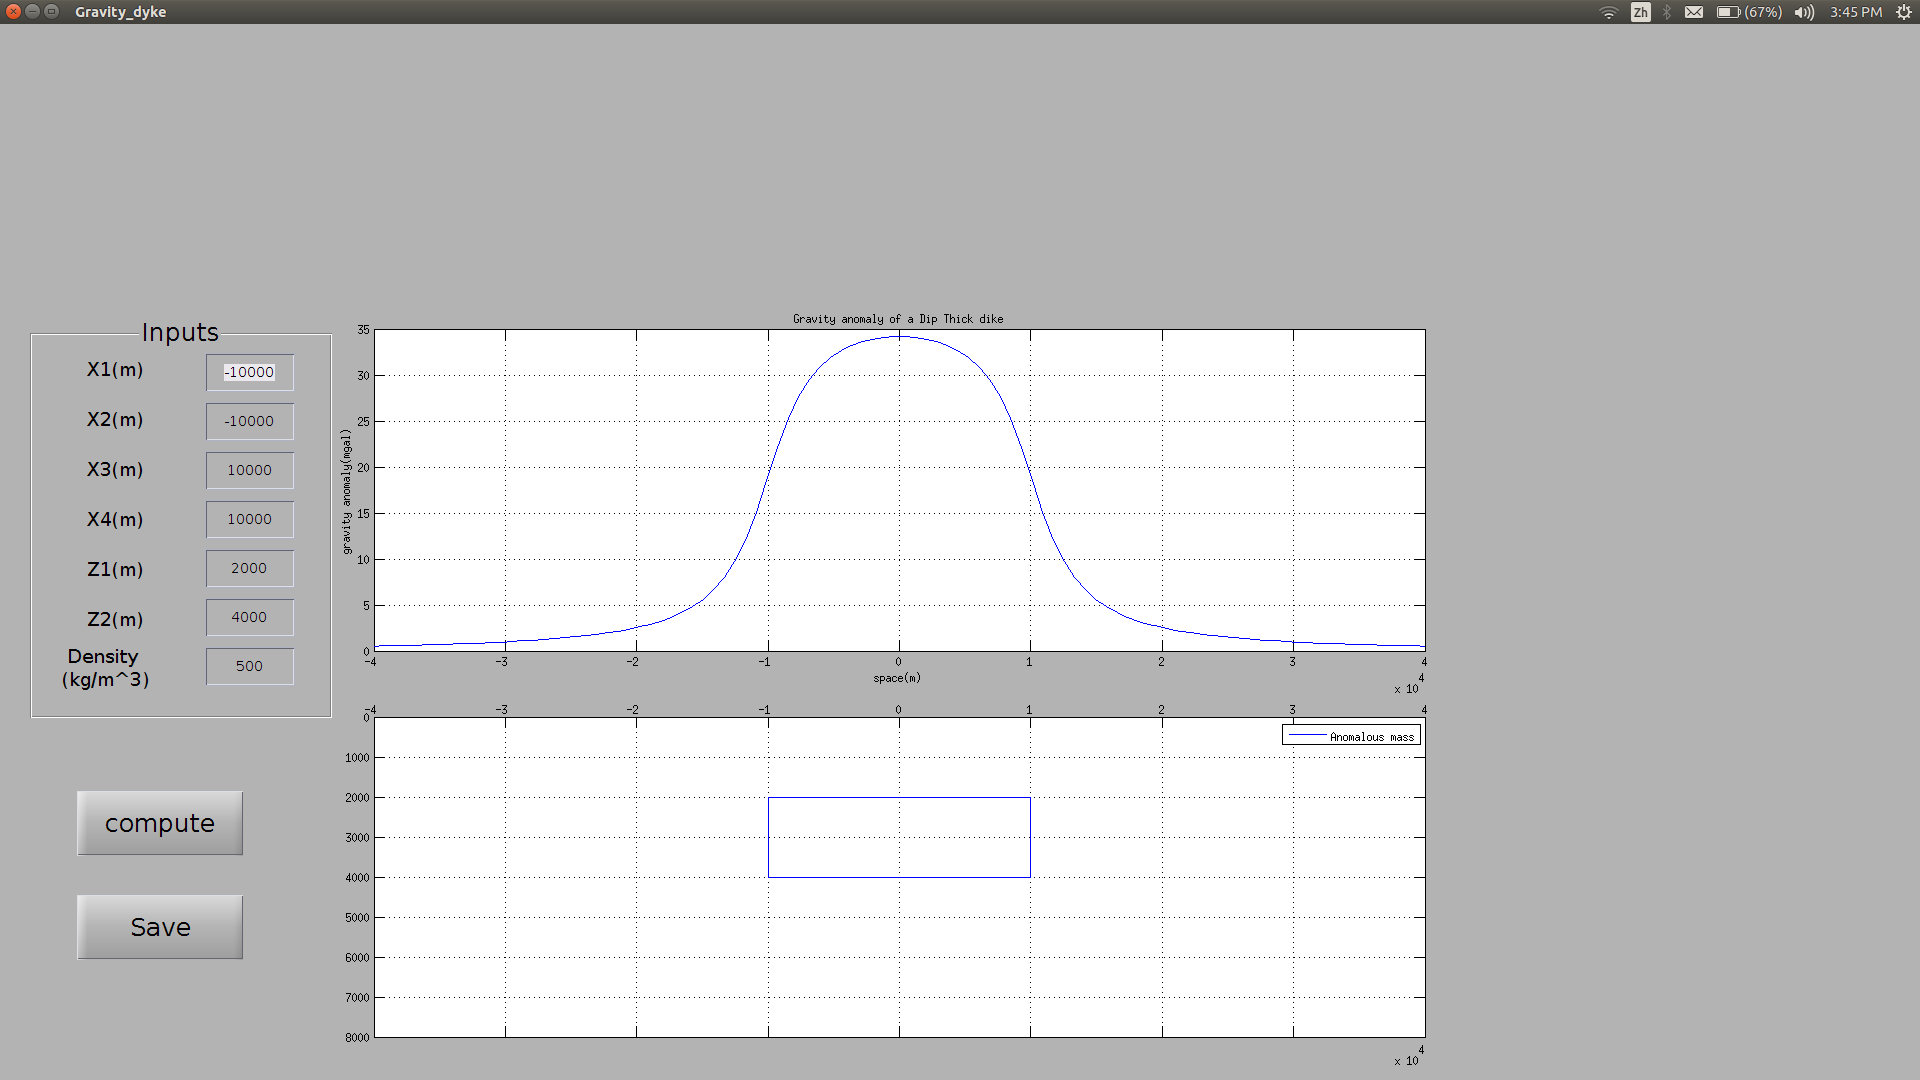 Gravity_dyke
Zh
(67%)
3:45 PM
Inputs
X1(m) -10000
X2(m) -10000
X3(m) 10000
X4(m) 10000
Z1(m) 2000
Z2(m) 4000
Density
(kg/m^3) 500
compute
Save
Gravity anomaly of a Dip Thick dike
gravity anomaly(mgal)
35
30
25
20
15
10
5
0
-4 -3 -2 -1 0 1 2 3 4
space(m)
x 10^4
-4 -3 -2 -1 0 1 2 3 4
Anomalous mass
0
1000
2000
3000
4000
5000
6000
7000
8000
x 10^4